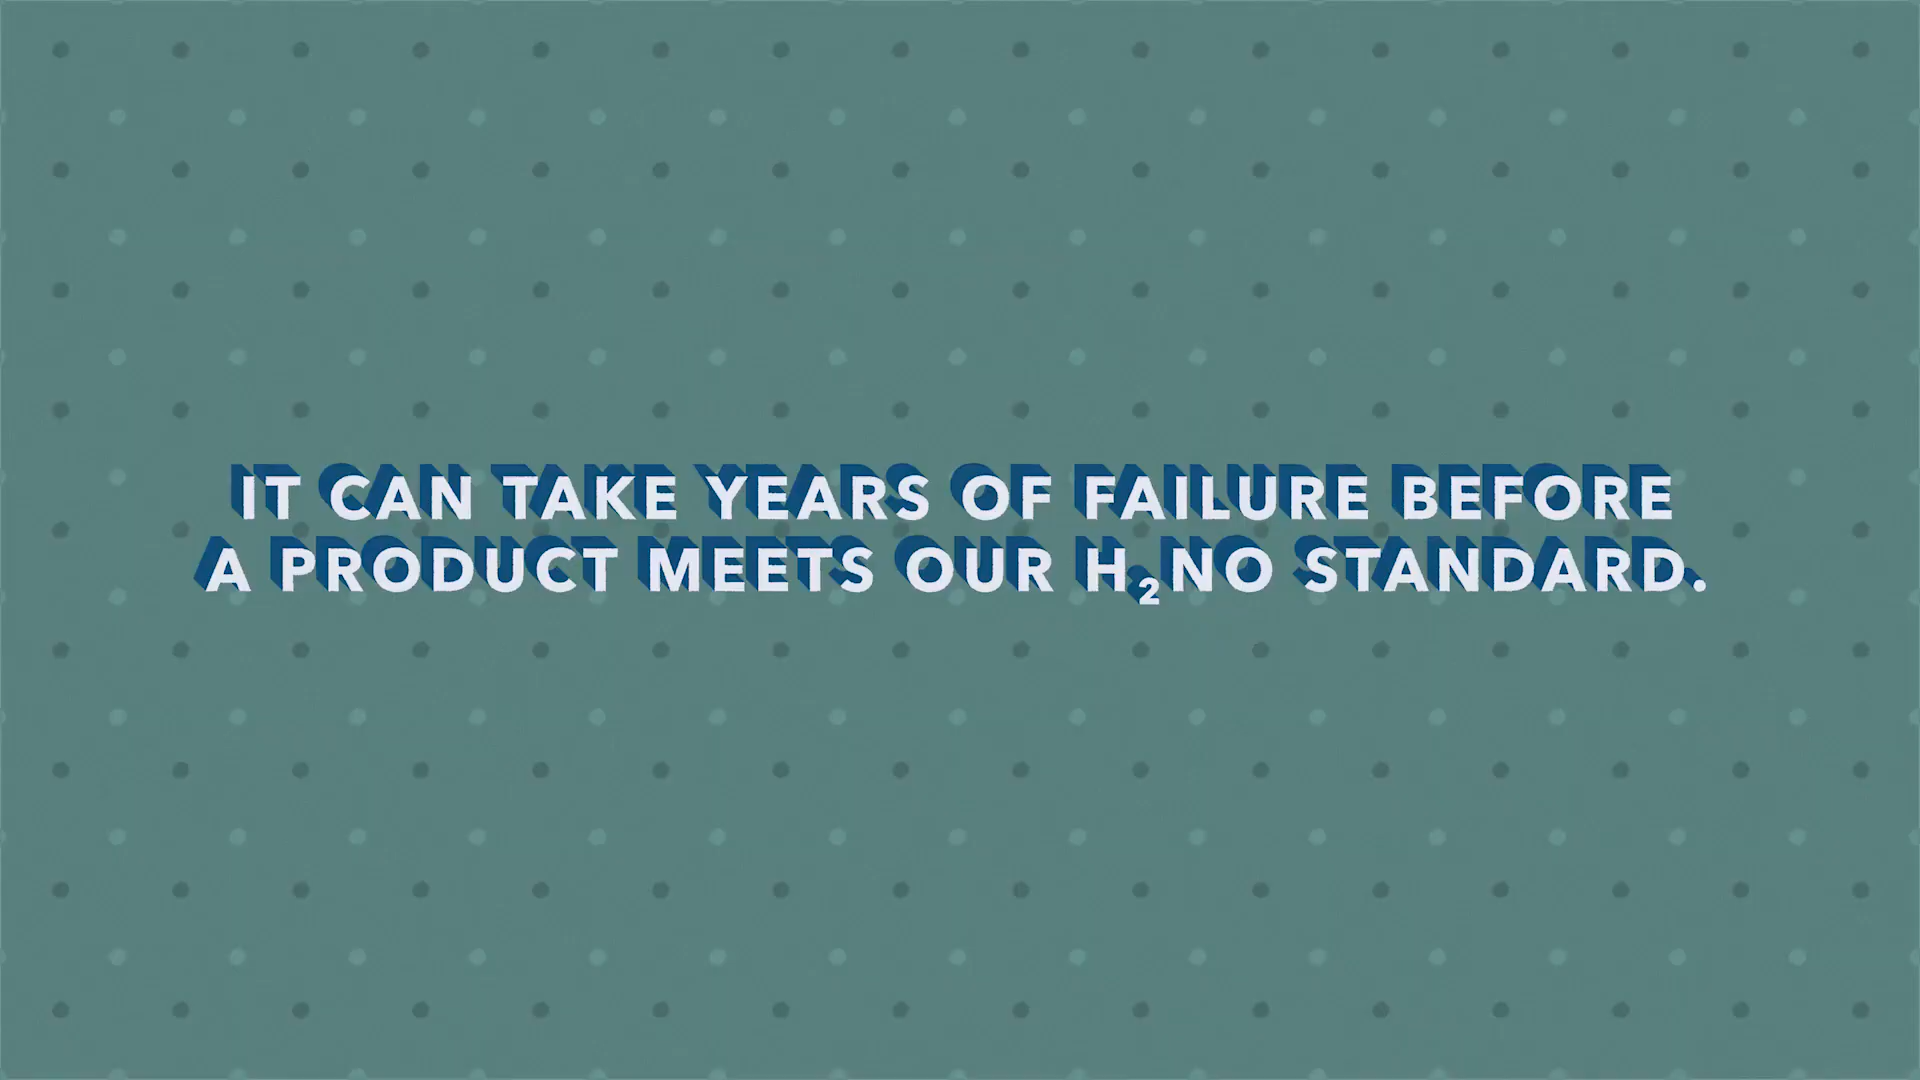 IT CAN TAKE YEARS OF FAILURE BEFORE
A PRODUCT MEETS OUR H₂NO STANDARD.